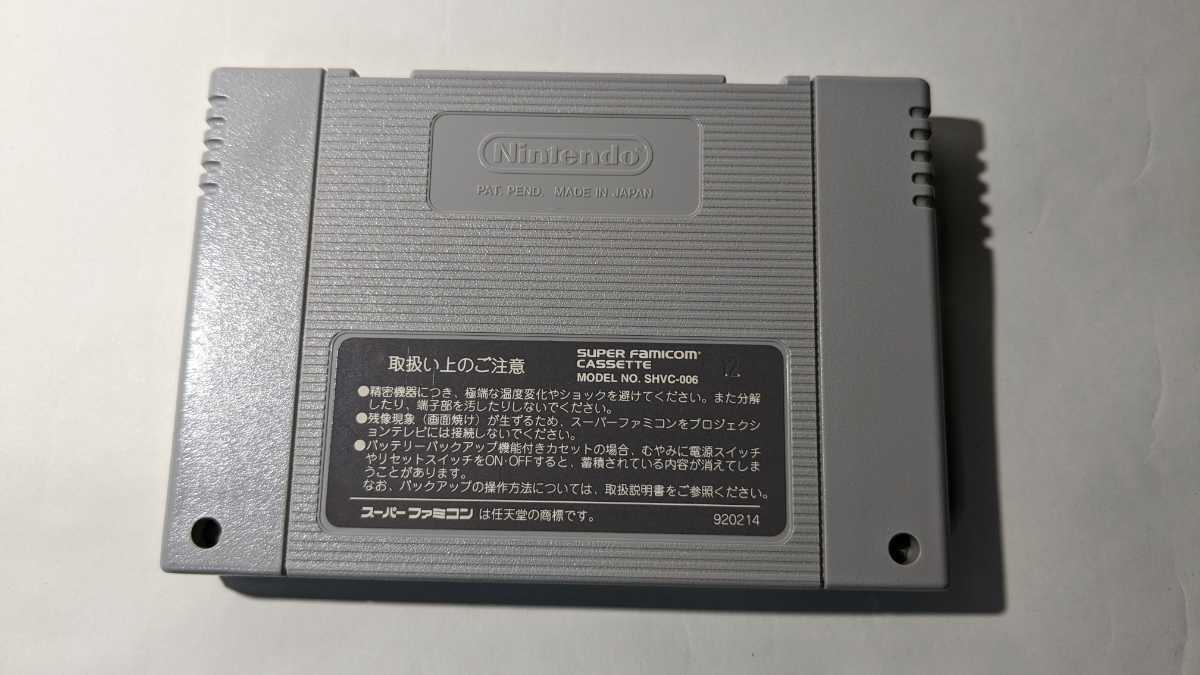 Nintendo
PAT. PEND. MADE IN JAPAN
取扱い上のご注意
SUPER FAMICOM
CASSETTE
MODEL NO. SHVC-006
12
●精密機器につき、極端な温度変化やショックを避けてください。また分解
したり、端子部を汚したりしないでください。
●残像現象（画面焼け）が生ずるため、スーパーファミコンをプロジェクシ
ョンテレビには接続しないでください。
●バッテリーバックアップ機能付きカセットの場合、むやみに電源スイッチ
やリセットスイッチをON·OFFすると、蓄積されている内容が消えてしま
うことがあります。
なお、バックアップの操作方法については、取扱説明書をご参照ください。
スーパーファミコン は任天堂の商標です。
920214